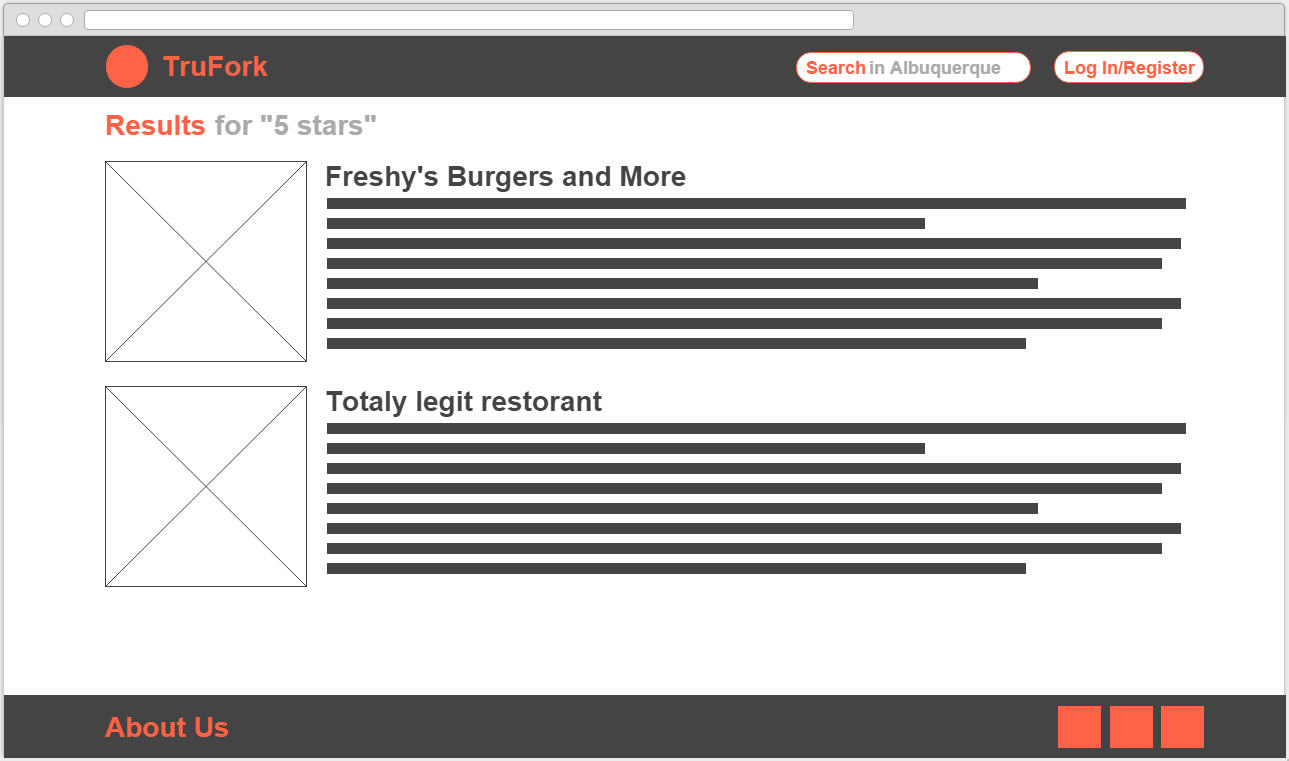 TruFork
Search in Albuquerque
Log In/Register
Results for "5 stars"
Freshy's Burgers and More
Totaly legit restorant
About Us